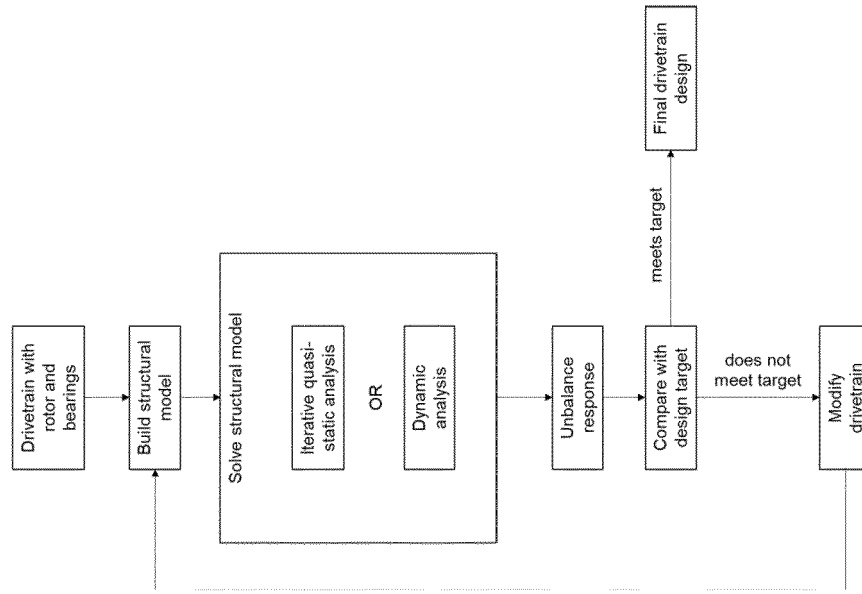 Drivetrain with
rotor and
bearings
Build structural
model
Solve structural model
Iterative quasi-
static analysis
OR
Dynamic
analysis
Unbalance
response
Compare with
design target
meets target
Final drivetrain
design
does not
meet target
Modify
drivetrain